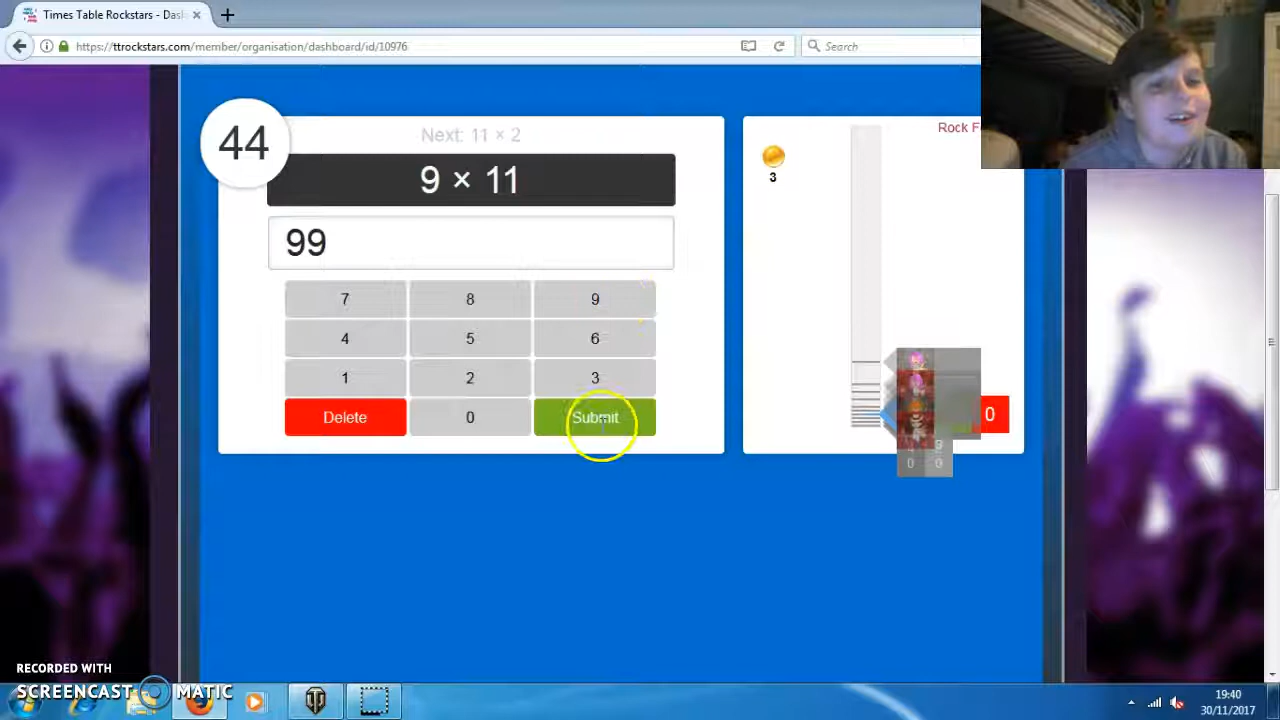 Times Table Rockstars - Das
https://ttrockstars.com/member/organisation/dashboard/id/10976
Search
44
Next: 11 × 2
9 × 11
99
7 8 9
4 5 6
1 2 3
Delete 0 Submit
Rock F
3
0
0 0
RECORDED WITH
SCREENCAST MATIC
19:40
30/11/2017